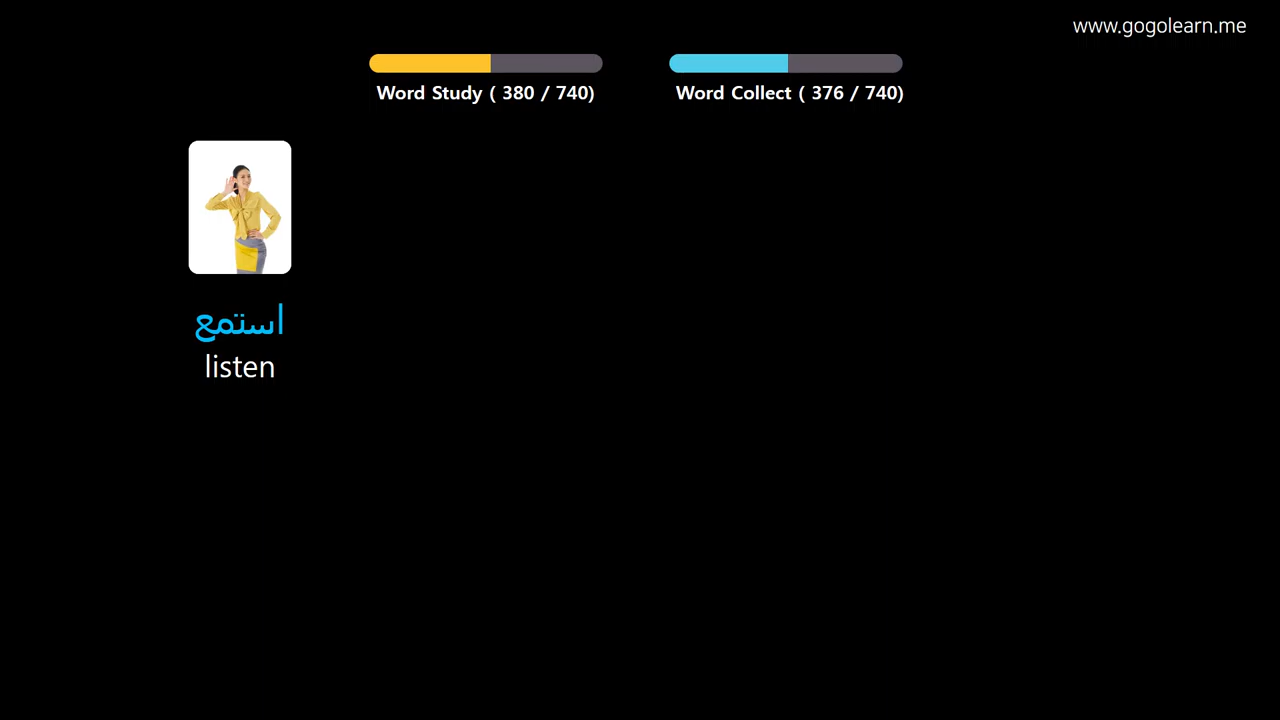 www.gogolearn.me
Word Study ( 380 / 740)
Word Collect ( 376 / 740)
استمع
listen